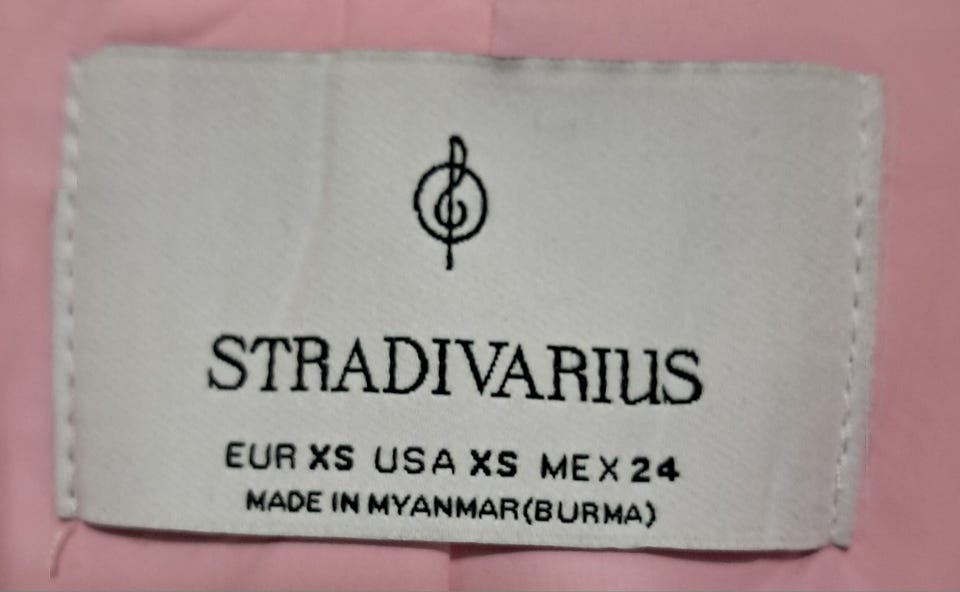 STRADIVARIUS
EUR XS USA XS MEX 24
MADE IN MYANMAR(BURMA)